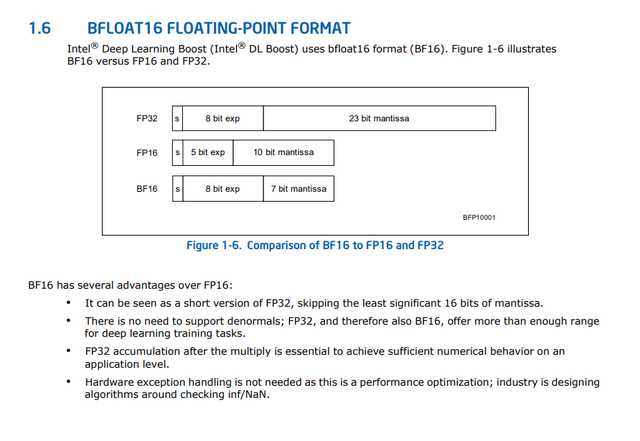 1.6 BFLOAT16 FLOATING-POINT FORMAT
Intel® Deep Learning Boost (Intel® DL Boost) uses bfloat16 format (BF16). Figure 1-6 illustrates
BF16 versus FP16 and FP32.
FP32 s 8 bit exp 23 bit mantissa
FP16 s 5 bit exp 10 bit mantissa
BF16 s 8 bit exp 7 bit mantissa
BFP10001
Figure 1-6. Comparison of BF16 to FP16 and FP32
BF16 has several advantages over FP16:
• It can be seen as a short version of FP32, skipping the least significant 16 bits of mantissa.
• There is no need to support denormals; FP32, and therefore also BF16, offer more than enough range
for deep learning training tasks.
• FP32 accumulation after the multiply is essential to achieve sufficient numerical behavior on an
application level.
• Hardware exception handling is not needed as this is a performance optimization; industry is designing
algorithms around checking inf/NaN.